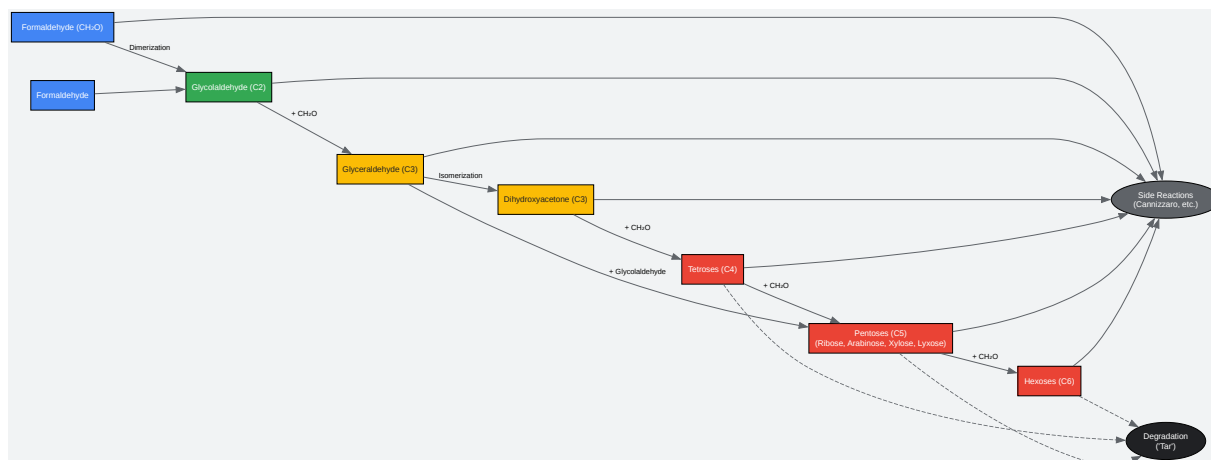 Formaldehyde (CH₂O)
Dimerization
Formaldehyde
Glycolaldehyde (C2)
+ CH₂O
Glyceraldehyde (C3)
Isomerization
Dihydroxyacetone (C3)
Side Reactions
(Cannizzaro, etc.)
+ CH₂O
+ Glycolaldehyde
Tetroses (C4)
+ CH₂O
Pentoses (C5)
(Ribose, Arabinose, Xylose, Lyxose)
+ CH₂O
Hexoses (C6)
Degradation
('Tar')